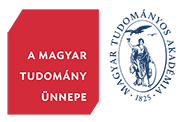 A MAGYAR
TUDOMÁNY
ÜNNEPE
MAGYAR TUDOMÁNYOS AKADÉMIA
·1825·